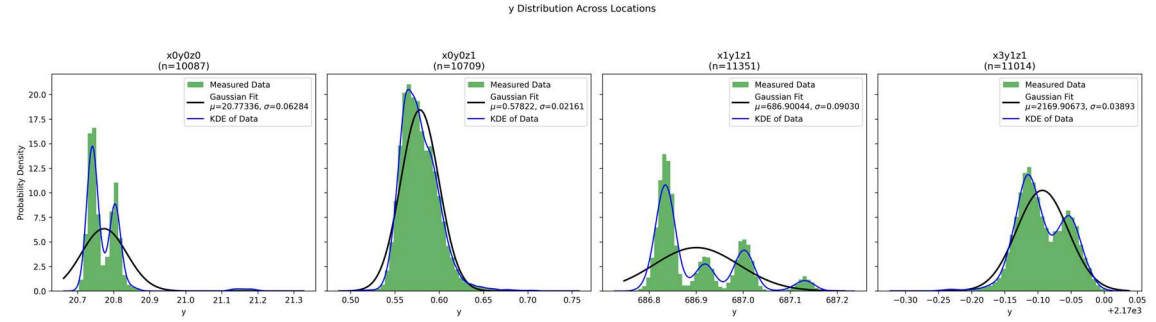 y Distribution Across Locations
x0y0z0
(n=10087)
Measured Data
Gaussian Fit
μ=20.77336, σ=0.06284
KDE of Data
x0y0z1
(n=10709)
Measured Data
Gaussian Fit
μ=0.57822, σ=0.02161
KDE of Data
x1y1z1
(n=11351)
Measured Data
Gaussian Fit
μ=686.90044, σ=0.09030
KDE of Data
x3y1z1
(n=11014)
Measured Data
Gaussian Fit
μ=2169.90673, σ=0.03893
KDE of Data
Probability Density
20.0
17.5
15.0
12.5
10.0
7.5
5.0
2.5
0.0
20.7 20.8 20.9 21.0 21.1 21.2 21.3
y
0.50 0.55 0.60 0.65 0.70 0.75
y
686.8 686.9 687.0 687.1 687.2
y
−0.30 −0.25 −0.20 −0.15 −0.10 −0.05 0.00 0.05
+2.17e3
y